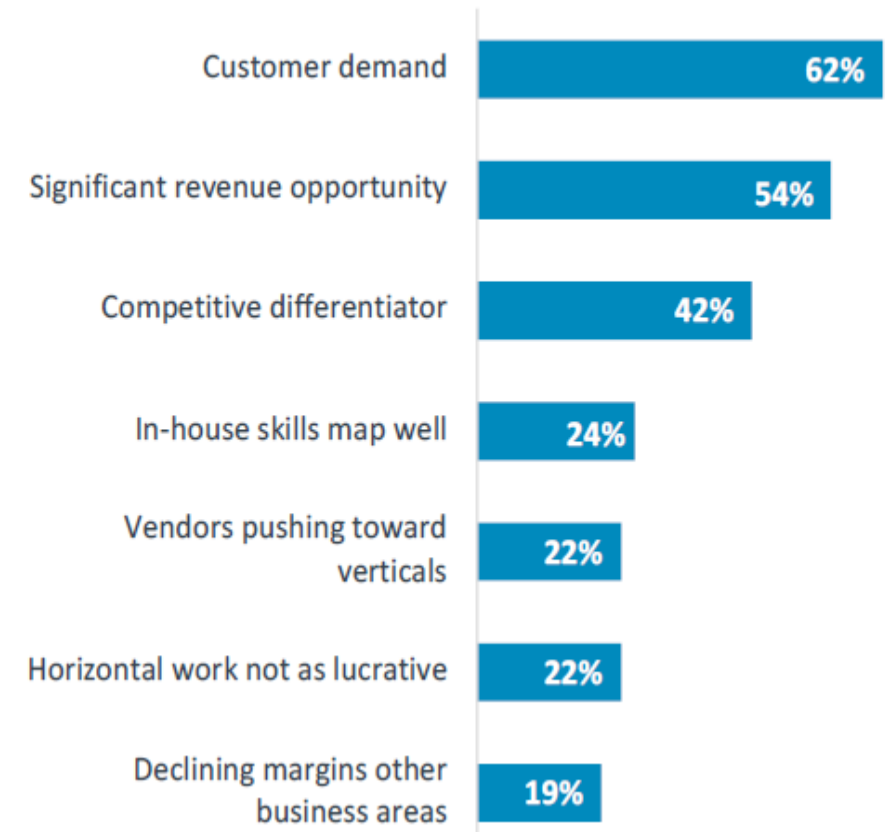 Customer demand 62%
Significant revenue opportunity 54%
Competitive differentiator 42%
In-house skills map well 24%
Vendors pushing toward
verticals 22%
Horizontal work not as lucrative 22%
Declining margins other
business areas 19%